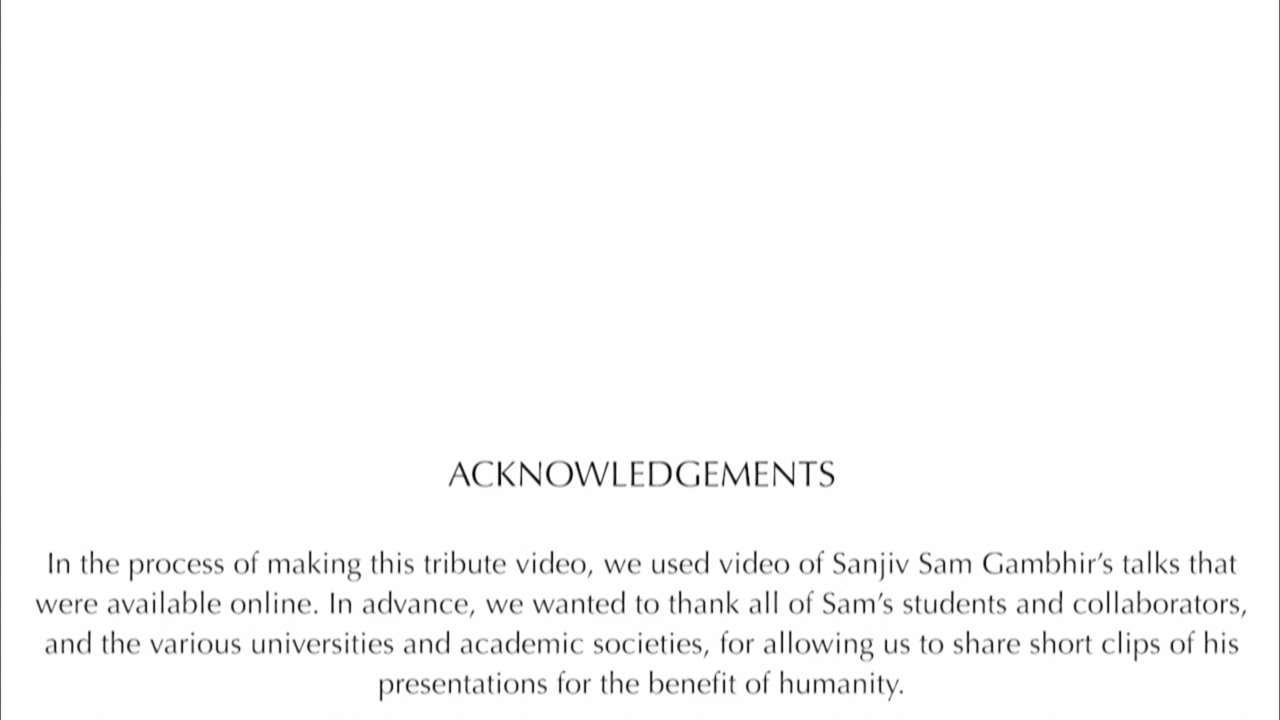 ACKNOWLEDGEMENTS
In the process of making this tribute video, we used video of Sanjiv Sam Gambhir’s talks that
were available online. In advance, we wanted to thank all of Sam’s students and collaborators,
and the various universities and academic societies, for allowing us to share short clips of his
presentations for the benefit of humanity.